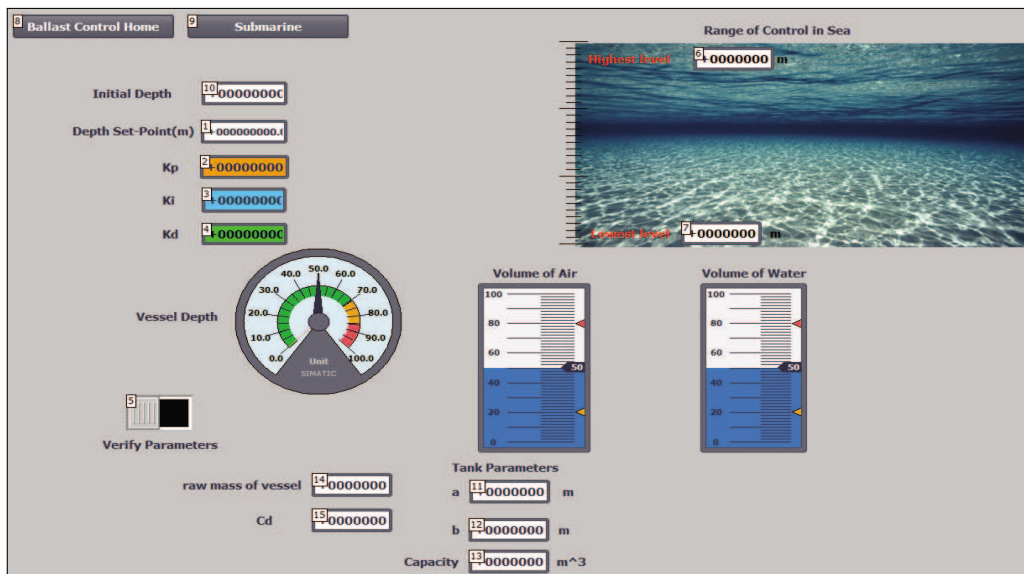 8 Ballast Control Home
9 Submarine
Range of Control in Sea
Highest level 6 +0000000 m
Initial Depth 10 +00000000
Depth Set-Point(m) 1 +000000000.0
Kp 2 +00000000
Ki 3 +00000000
Kd 4 +00000000
Lowest level 7 +0000000 m
Vessel Depth
0.0 10.0 20.0 30.0 40.0 50.0 60.0 70.0 80.0 90.0 100.0
Unit
SIMATIC
Volume of Air
100
80
60
50
40
20
0
Volume of Water
100
80
60
50
40
20
0
5
Verify Parameters
raw mass of vessel 14 +0000000
Cd 15 +0000000
Tank Parameters
a 11 +0000000 m
b 12 +0000000 m
Capacity 13 +0000000 m^3